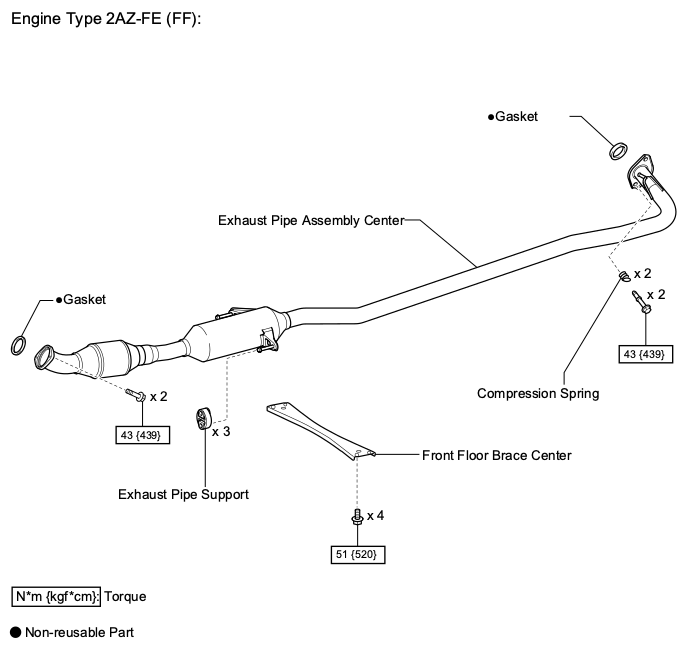 Engine Type 2AZ-FE (FF):
●Gasket
Exhaust Pipe Assembly Center
x 2
x 2
●Gasket
43 {439}
Compression Spring
x 2
43 {439}
x 3
Front Floor Brace Center
Exhaust Pipe Support
x 4
51 {520}
N*m {kgf*cm}: Torque
● Non-reusable Part